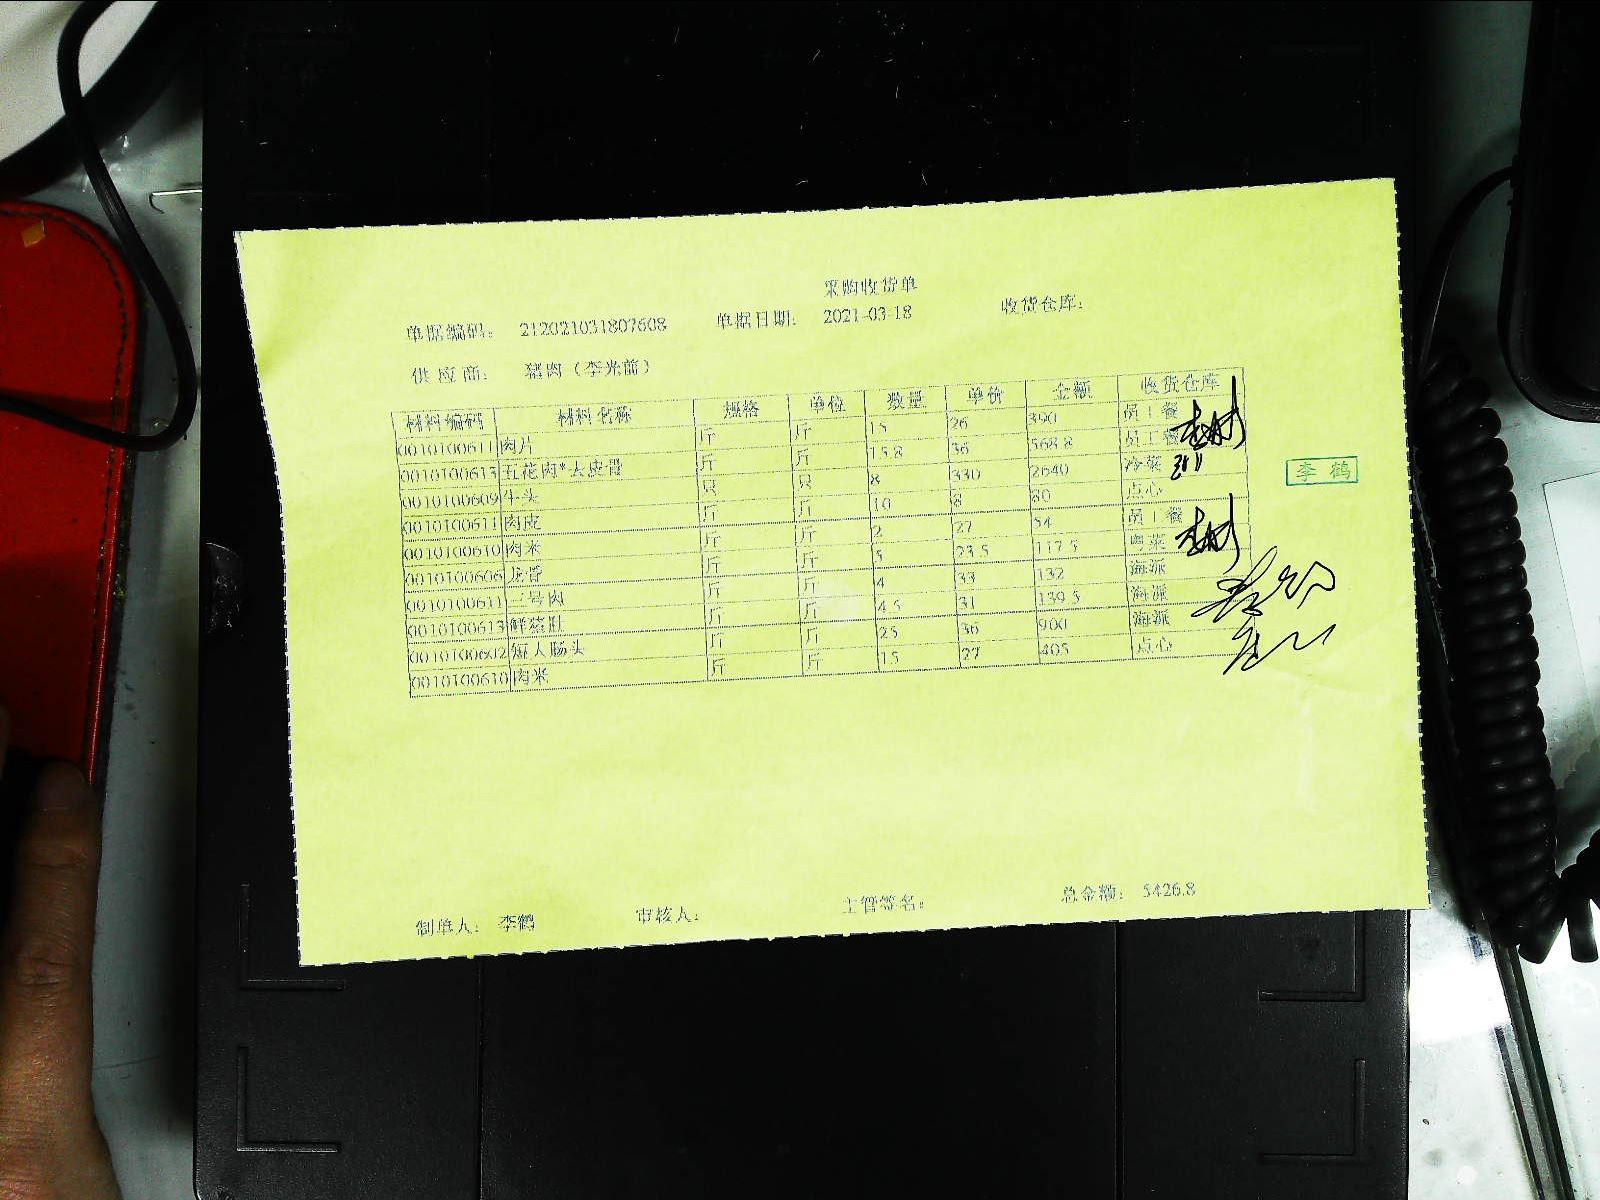 采购收货单
单据编码： 212021031807608 单据日期： 2021-03-18 收货仓库：
供应商： 猪肉（李光前）
材料编码 材料名称 规格 单位 数量 单价 金额 收货仓库
0010100611 肉片 斤 斤 15 26 390 员工餐
0010100613 五花肉*去皮骨 斤 斤 15.8 36 568.8 员工餐
0010100609 牛头 只 只 8 330 2640 冷菜
0010100611 肉皮 斤 斤 10 8 80 点心
0010100610 肉米 斤 斤 2 27 54 员工餐
0010100606 龙骨 斤 斤 5 23.5 117.5 粤菜
0010100611 二号肉 斤 斤 4 33 132 海派
0010100613 鲜猪肚 斤 斤 4.5 31 139.5 海派
0010100602 矮人肠头 斤 斤 25 36 900 海派
0010100610 肉米 斤 斤 15 27 405 点心
李鹤
制单人： 李鹤 审核人： 主管签名： 总金额： 5426.8